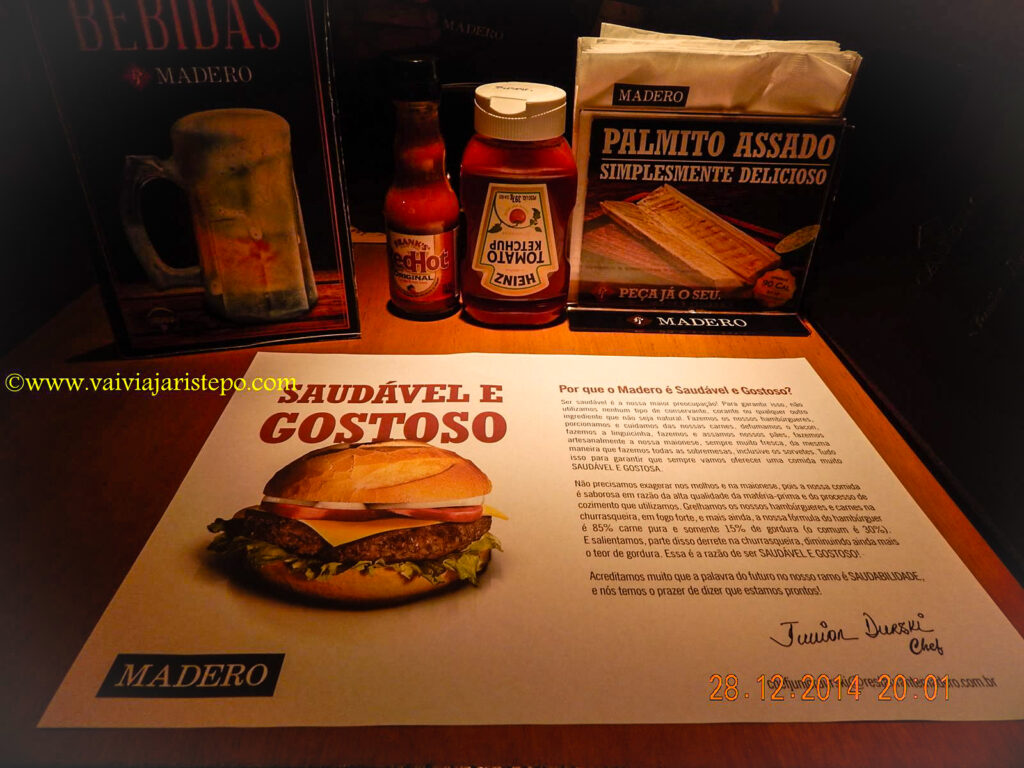 BEBIDAS
MADERO
MADERO
FRANK'S
RedHot
ORIGINAL
HEINZ
TOMATO
KETCHUP
MADERO
PALMITO ASSADO
SIMPLESMENTE DELICIOSO
90 Cal
PEÇA JÁ O SEU.
MADERO
©www.vaiviajaristepo.com
SAUDÁVEL E
GOSTOSO
MADERO
Por que o Madero é Saudável e Gostoso?
Ser saudável é a nossa maior preocupação! Para garantir isso, não
utilizamos nenhum tipo de conservante, corante ou qualquer outro
ingrediente que não seja natural. Fazemos os nossos hambúrgueres,
porcionamos e cuidamos das nossas carnes, defumamos o bacon,
fazemos a linguicinha, fazemos e assamos nossos pães, fazemos
artesanalmente a nossa maionese, sempre muito fresca, da mesma
maneira que fazemos todas as sobremesas, inclusive os sorvetes. Tudo
isso para garantir que sempre vamos oferecer uma comida muito
SAUDÁVEL E GOSTOSA.
Não precisamos exagerar nos molhos e na maionese, pois a nossa comida
é saborosa em razão da alta qualidade da matéria-prima e do processo de
cozimento que utilizamos. Grelhamos os nossos hambúrgueres e carnes na
churrasqueira, em fogo forte, e mais ainda, a nossa fórmula do hambúrguer
é 85% carne pura e somente 15% de gordura (o comum é 30%).
E salientamos, parte disso derrete na churrasqueira, diminuindo ainda mais
o teor de gordura. Essa é a razão de ser SAUDÁVEL E GOSTOSO!
Acreditamos muito que a palavra do futuro no nosso ramo é SAUDABILIDADE,
e nós temos o prazer de dizer que estamos prontos!
Junior Durski
Chef
28.12.2014 20:01